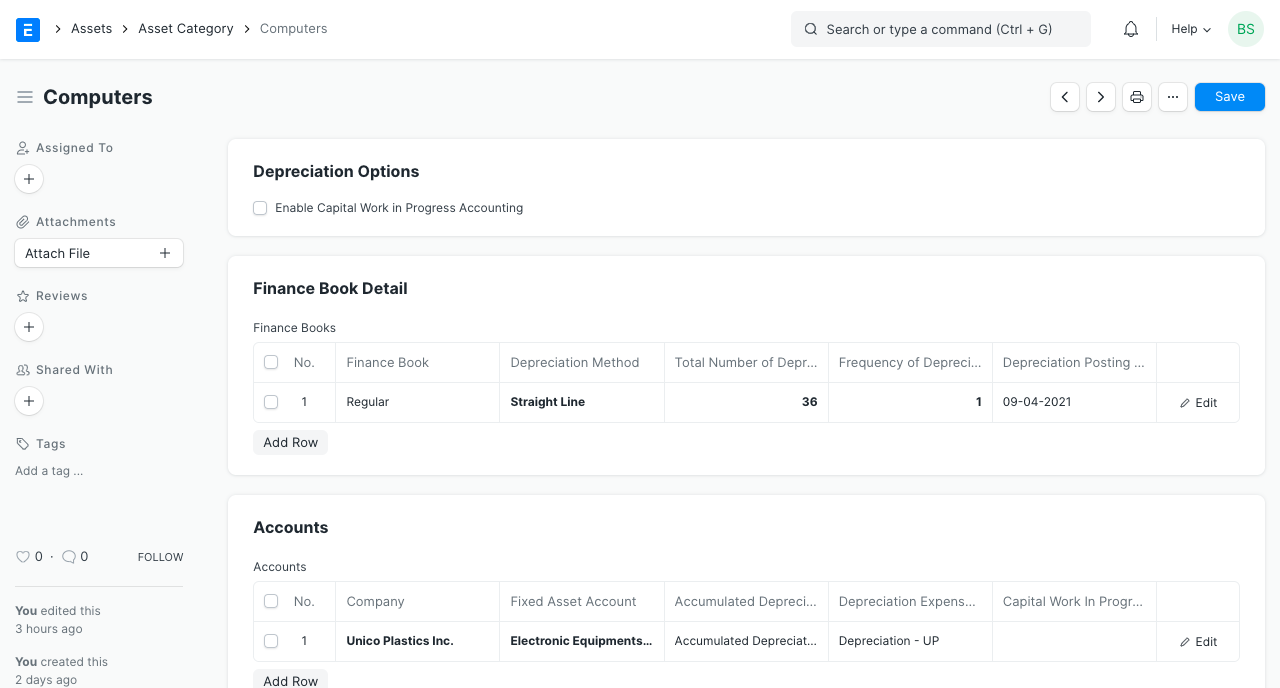 E
Assets
Asset Category
Computers
Search or type a command (Ctrl + G)
Help
BS
Computers
Save
Assigned To
Attachments
Attach File
Reviews
Shared With
Tags
Add a tag ...
0 · 0 FOLLOW
You edited this
3 hours ago
You created this
2 days ago
Depreciation Options
Enable Capital Work in Progress Accounting
Finance Book Detail
Finance Books
No. Finance Book Depreciation Method Total Number of Depr... Frequency of Depreci... Depreciation Posting ...
1 Regular Straight Line 36 1 09-04-2021 Edit
Add Row
Accounts
Accounts
No. Company Fixed Asset Account Accumulated Depreci... Depreciation Expens... Capital Work In Progr...
1 Unico Plastics Inc. Electronic Equipments... Accumulated Depreciat... Depreciation - UP Edit
Add Row